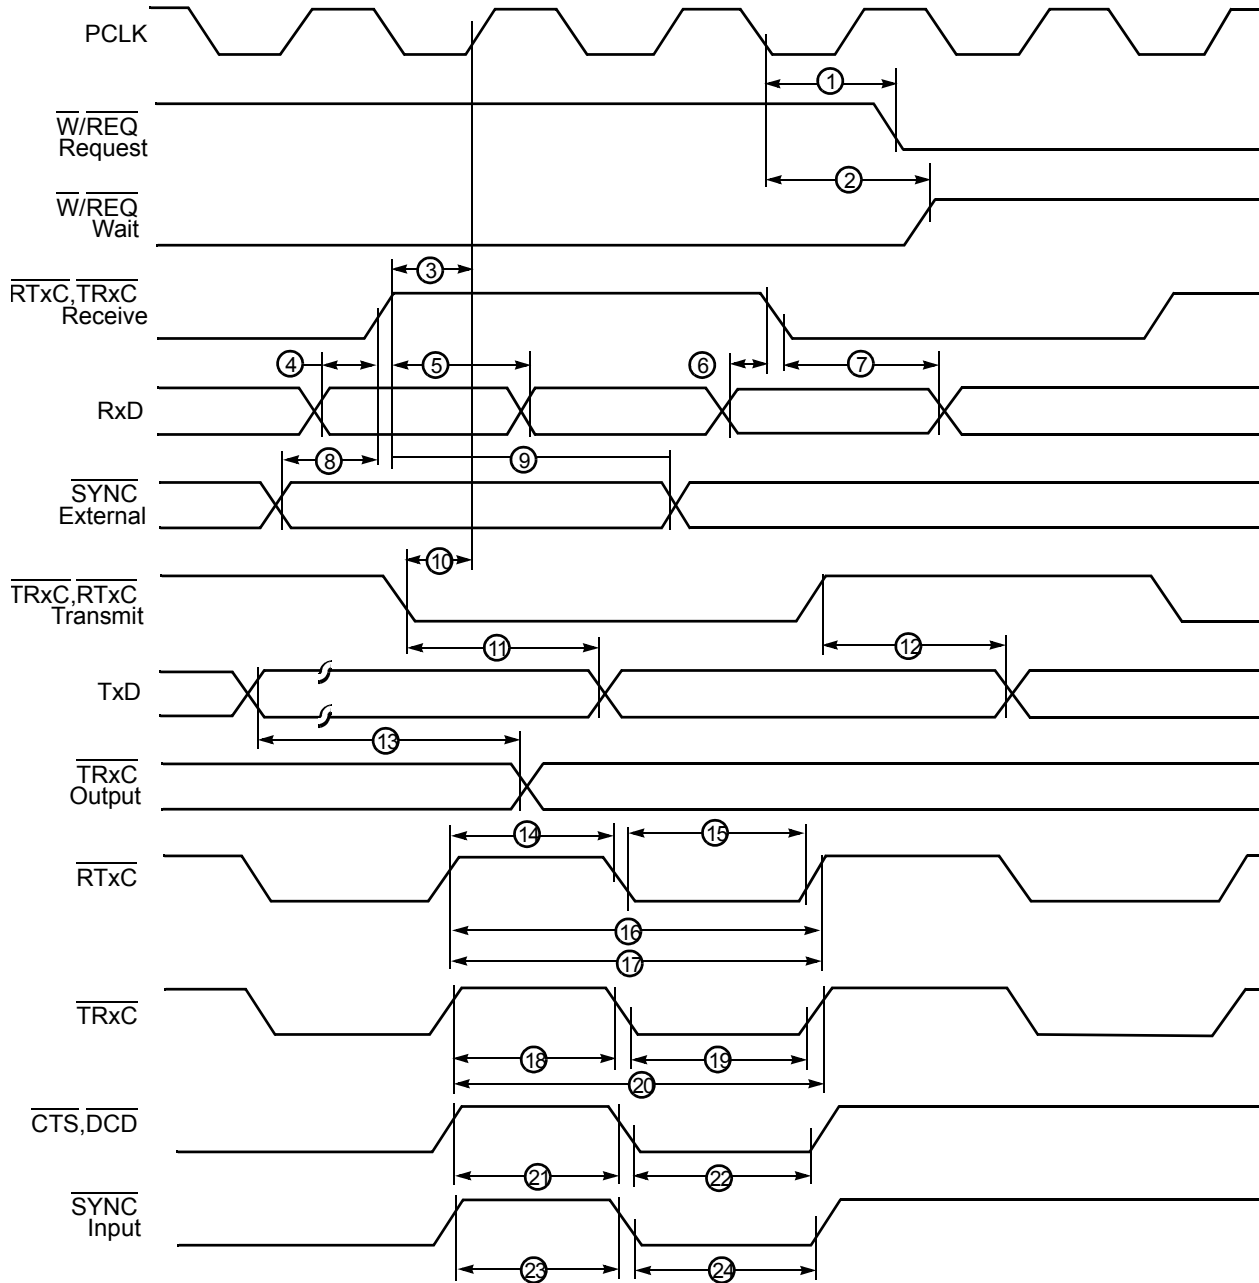 PCLK
1
W/REQ
Request
2
W/REQ
Wait
3
RTxC,TRxC
Receive
4
5
6
7
RxD
8
9
SYNC
External
10
TRxC,RTxC
Transmit
11
12
TxD
13
TRxC
Output
14
15
RTxC
16
17
TRxC
18
19
20
CTS,DCD
21
22
SYNC
Input
23
24